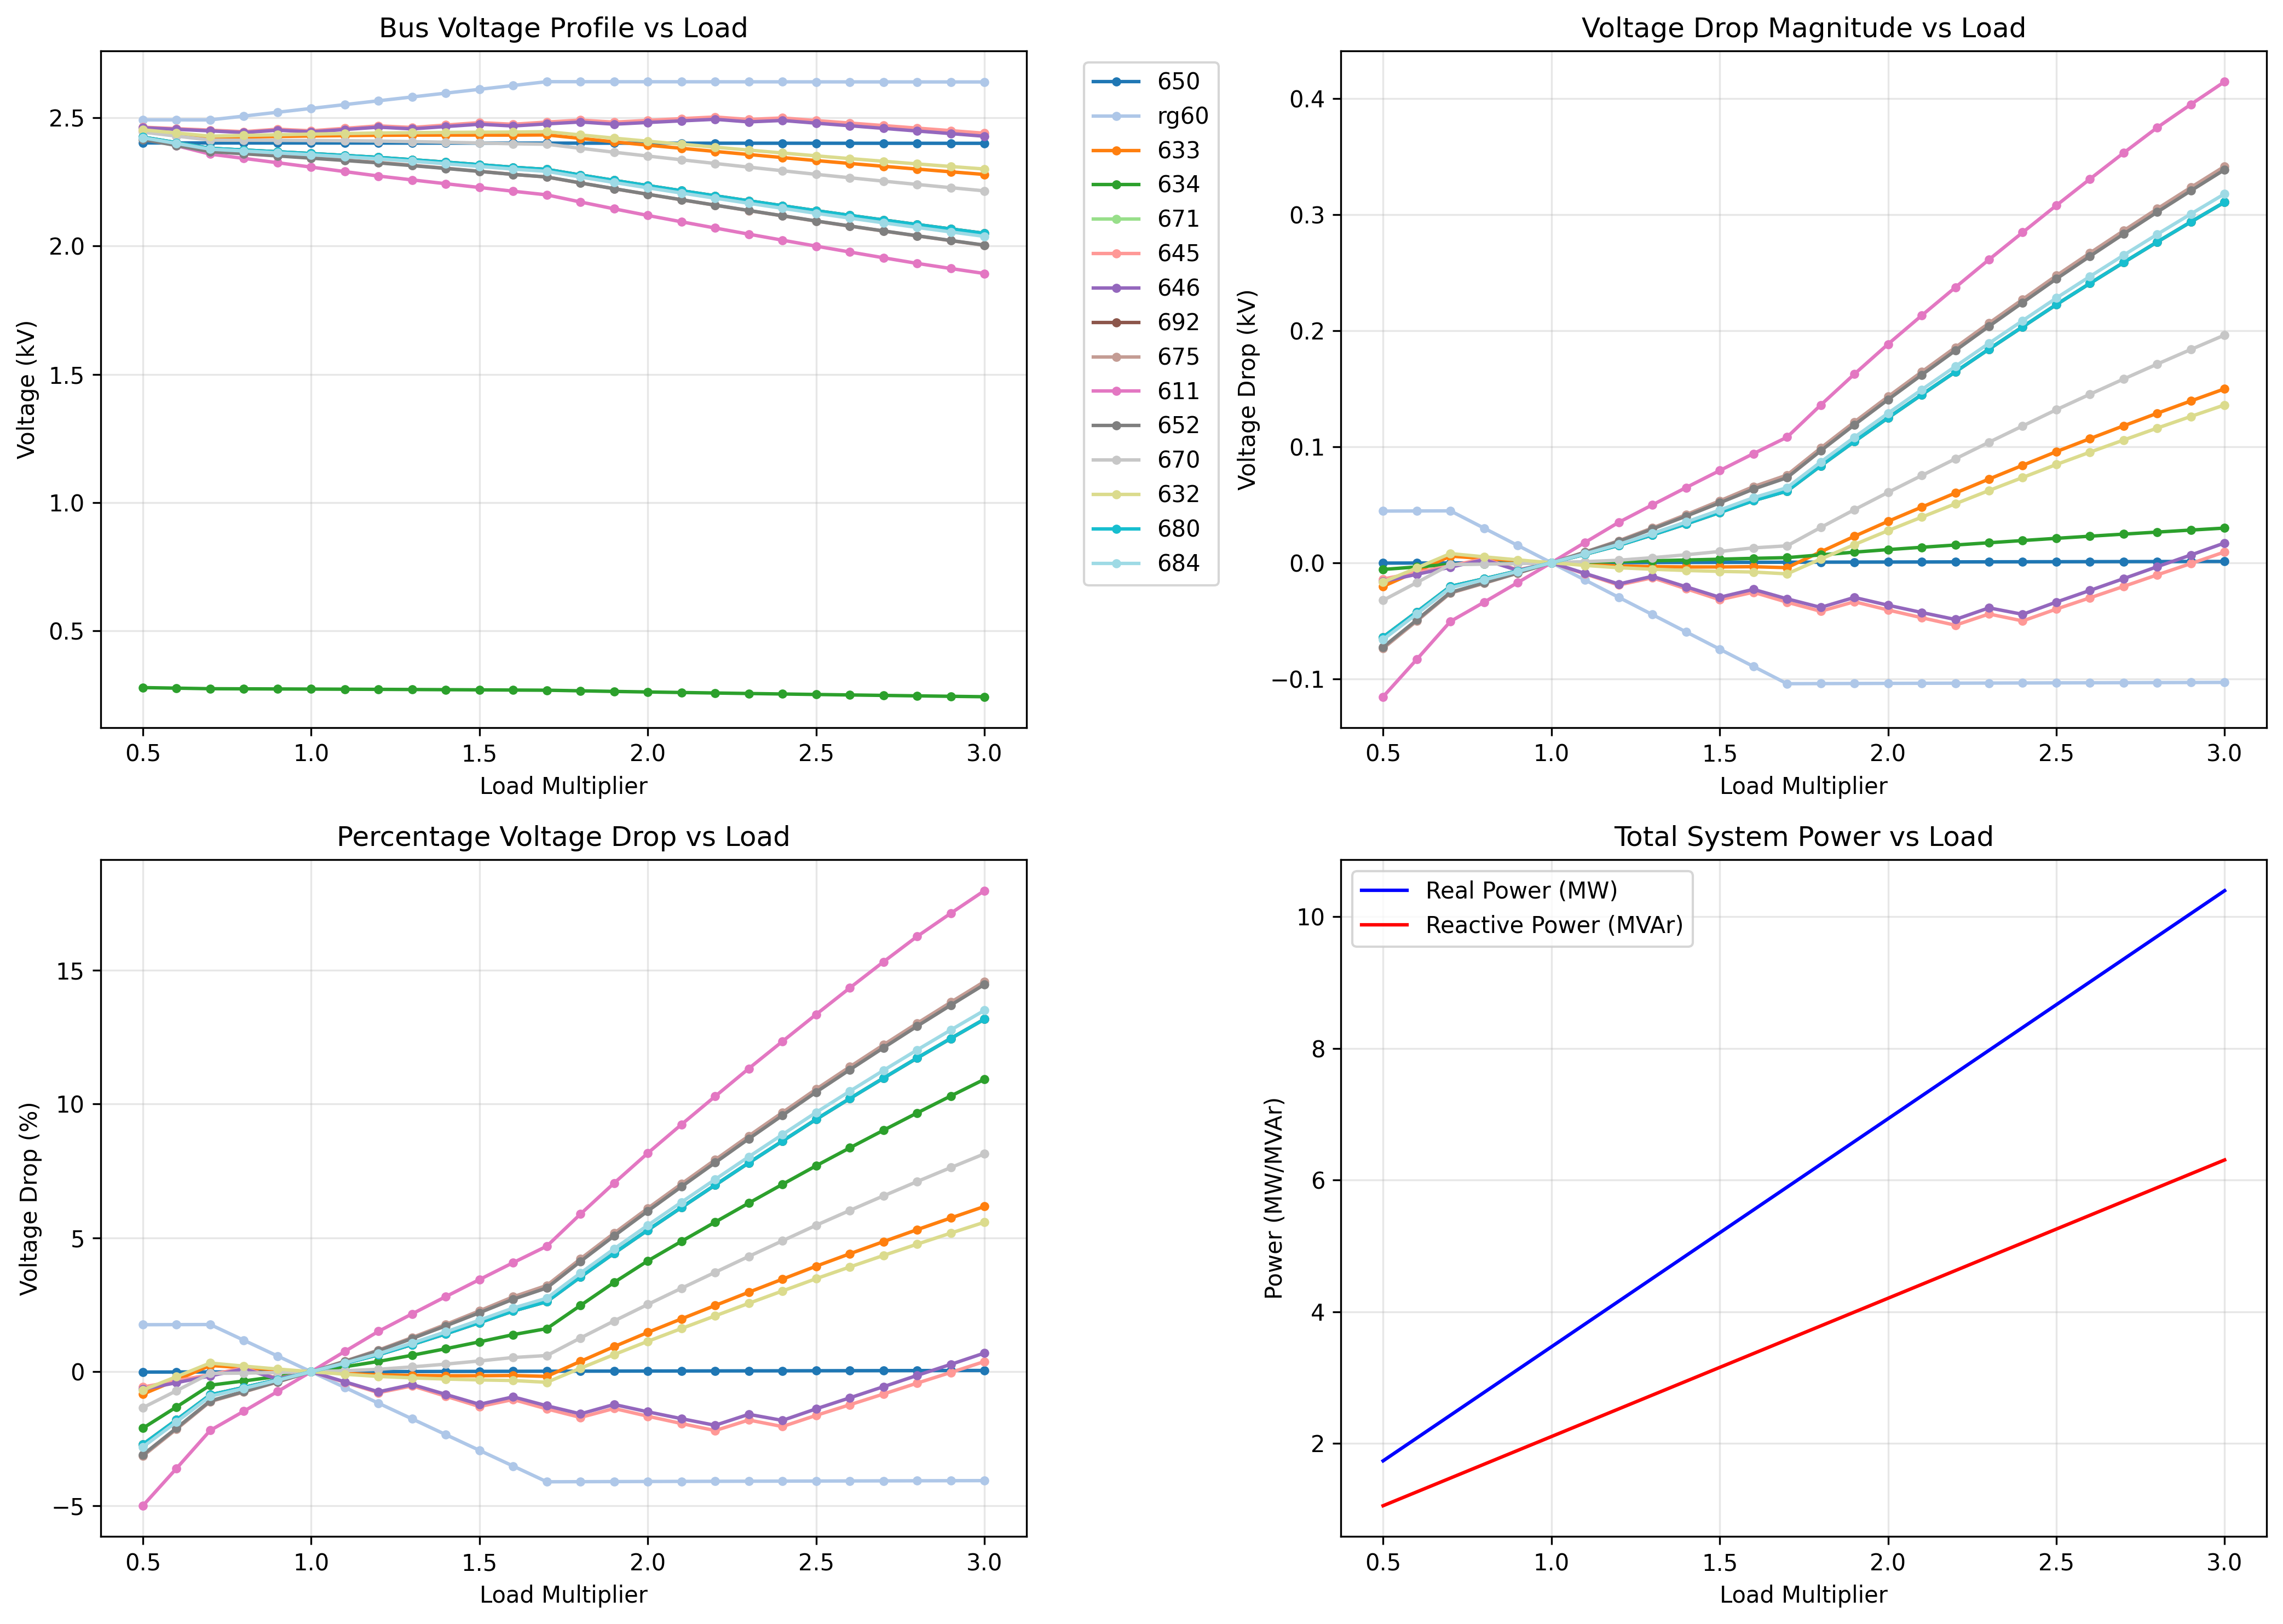 Bus Voltage Profile vs Load
Voltage (kV)
2.5
2.0
1.5
1.0
0.5
0.5 1.0 1.5 2.0 2.5 3.0
Load Multiplier
650
rg60
633
634
671
645
646
692
675
611
652
670
632
680
684
Voltage Drop Magnitude vs Load
Voltage Drop (kV)
0.4
0.3
0.2
0.1
0.0
−0.1
0.5 1.0 1.5 2.0 2.5 3.0
Load Multiplier
Percentage Voltage Drop vs Load
Voltage Drop (%)
15
10
5
0
−5
0.5 1.0 1.5 2.0 2.5 3.0
Load Multiplier
Total System Power vs Load
Real Power (MW)
Reactive Power (MVAr)
Power (MW/MVAr)
10
8
6
4
2
0.5 1.0 1.5 2.0 2.5 3.0
Load Multiplier